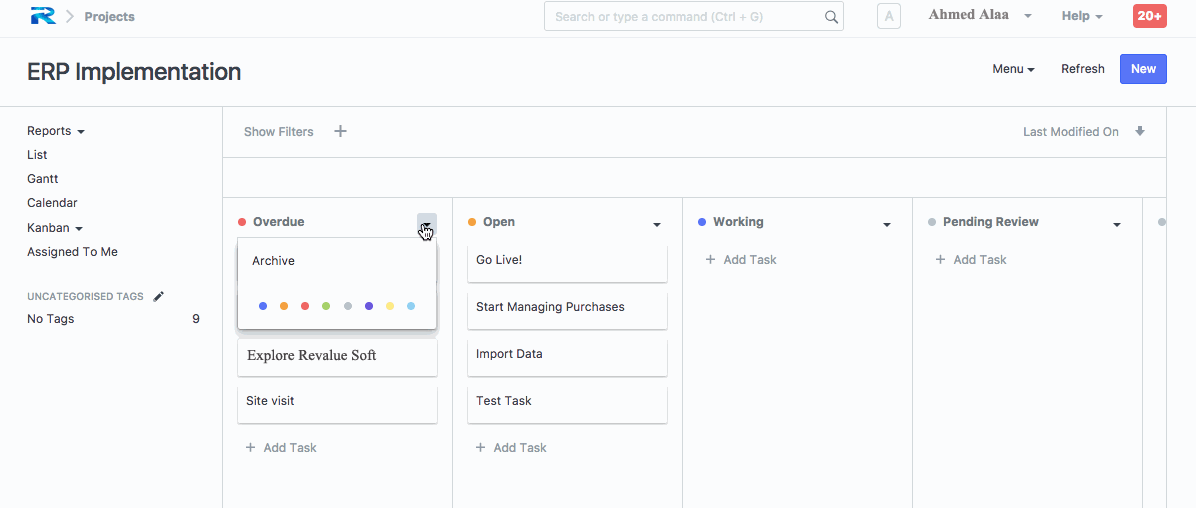 Projects
Search or type a command (Ctrl + G)
A
Ahmed Alaa
Help
20+
ERP Implementation
Menu
Refresh
New
Reports
List
Gantt
Calendar
Kanban
Assigned To Me
UNCATEGORISED TAGS
No Tags 9
Show Filters
Last Modified On
Overdue
Archive
Explore Revalue Soft
Site visit
+ Add Task
Open
Go Live!
Start Managing Purchases
Import Data
Test Task
+ Add Task
Working
+ Add Task
Pending Review
+ Add Task